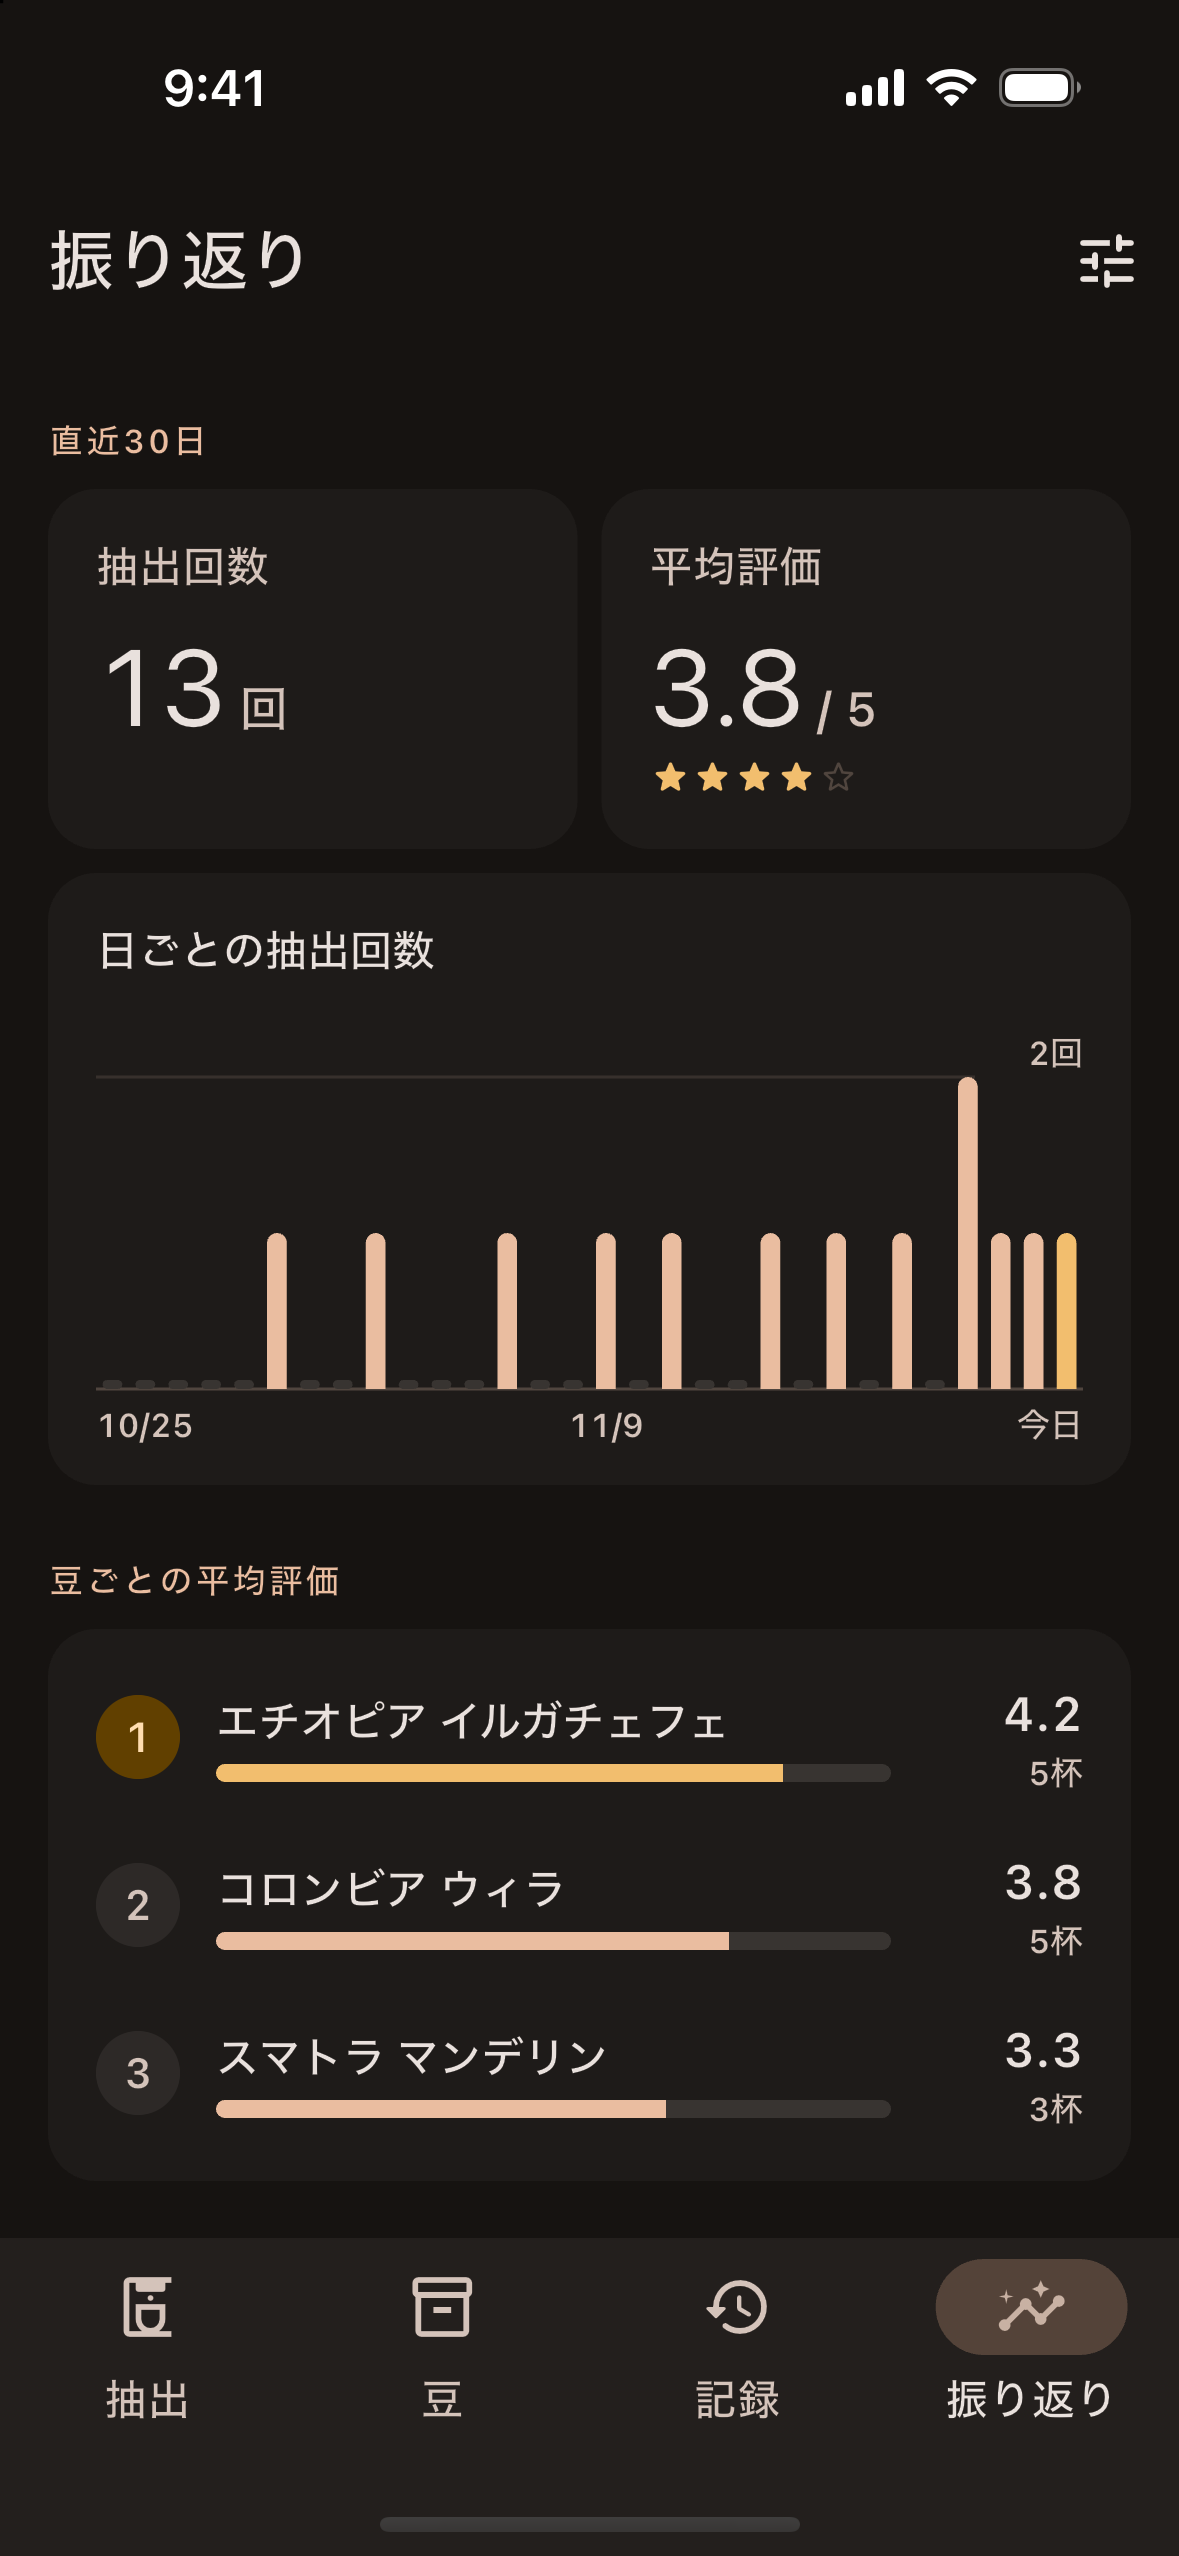 9:41
振り返り
直近30日
抽出回数
13 回
平均評価
3.8 / 5
日ごとの抽出回数
2回
10/25 11/9 今日
豆ごとの平均評価
1 エチオピア イルガチェフェ 4.2
5杯
2 コロンビア ウィラ 3.8
5杯
3 スマトラ マンデリン 3.3
3杯
抽出 豆 記録 振り返り